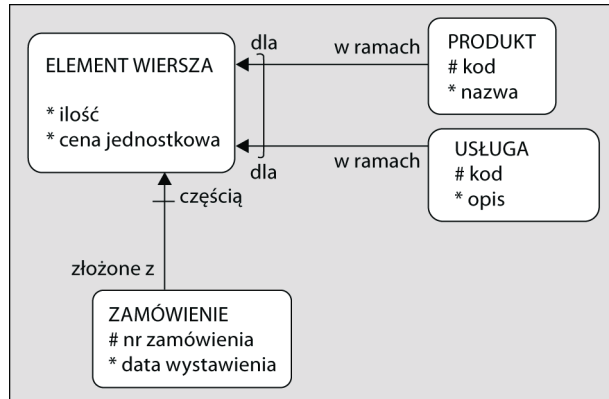 ELEMENT WIERSZA
* ilość
* cena jednostkowa
dla
w ramach
PRODUKT
# kod
* nazwa
dla
w ramach
USŁUGA
# kod
* opis
częścią
złożone z
ZAMÓWIENIE
# nr zamówienia
* data wystawienia